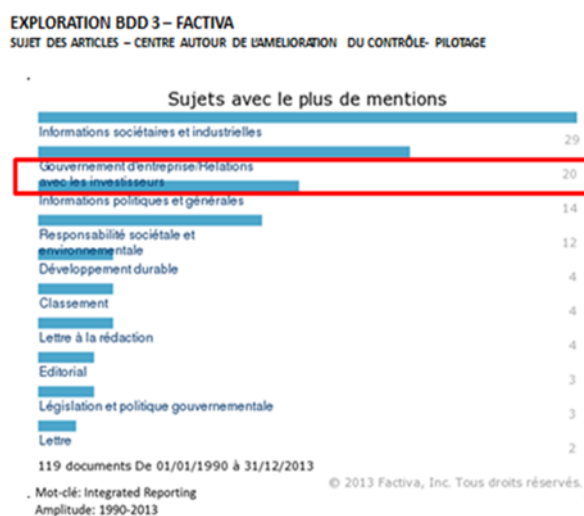 EXPLORATION BDD 3 – FACTIVA
SUJET DES ARTICLES – CENTRE AUTOUR DE L'AMELIORATION DU CONTRÔLE- PILOTAGE
Sujets avec le plus de mentions
Informations sociétaires et industrielles
29
Gouvernement d'entreprise/Relations
avec les investisseurs
20
Informations politiques et générales
14
Responsabilité sociétale et
environnementale
12
Développement durable
4
Classement
4
Lettre à la rédaction
4
Editorial
3
Législation et politique gouvernementale
3
Lettre
2
119 documents De 01/01/1990 à 31/12/2013
© 2013 Factiva, Inc. Tous droits réservés.
. Mot-clé: Integrated Reporting
Amplitude: 1990-2013